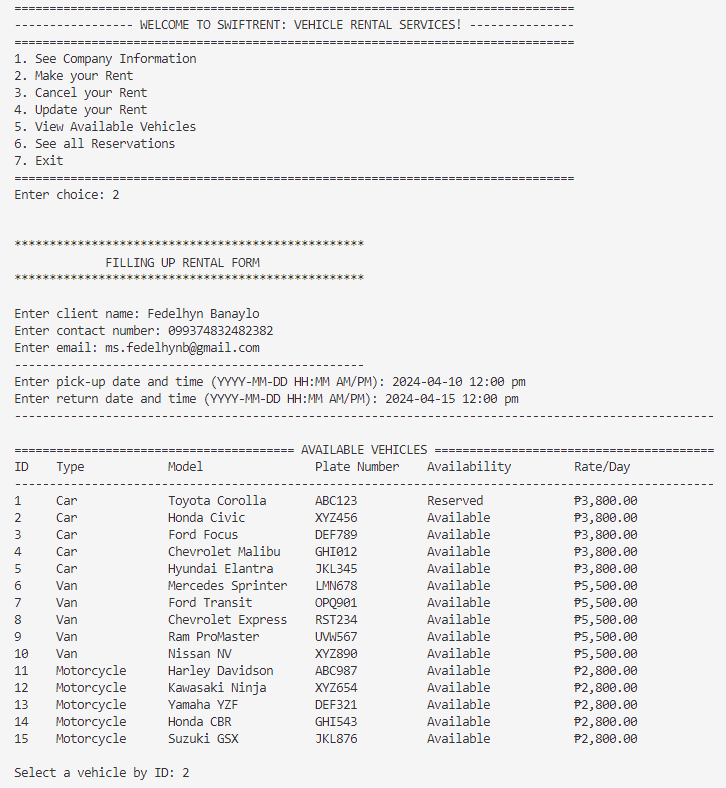 ================================================================================
----------------- WELCOME TO SWIFTRENT: VEHICLE RENTAL SERVICES! ---------------
================================================================================
1. See Company Information
2. Make your Rent
3. Cancel your Rent
4. Update your Rent
5. View Available Vehicles
6. See all Reservations
7. Exit
================================================================================
Enter choice: 2
**************************************************
FILLING UP RENTAL FORM
**************************************************
Enter client name: Fedelhyn Banaylo
Enter contact number: 099374832482382
Enter email: ms.fedelhynb@gmail.com
--------------------------------------------------
Enter pick-up date and time (YYYY-MM-DD HH:MM AM/PM): 2024-04-10 12:00 pm
Enter return date and time (YYYY-MM-DD HH:MM AM/PM): 2024-04-15 12:00 pm
----------------------------------------------------------------------------------------------------
======================================== AVAILABLE VEHICLES ========================================
ID Type Model Plate Number Availability Rate/Day
----------------------------------------------------------------------------------------------------
1 Car Toyota Corolla ABC123 Reserved ₱3,800.00
2 Car Honda Civic XYZ456 Available ₱3,800.00
3 Car Ford Focus DEF789 Available ₱3,800.00
4 Car Chevrolet Malibu GHI012 Available ₱3,800.00
5 Car Hyundai Elantra JKL345 Available ₱3,800.00
6 Van Mercedes Sprinter LMN678 Available ₱5,500.00
7 Van Ford Transit OPQ901 Available ₱5,500.00
8 Van Chevrolet Express RST234 Available ₱5,500.00
9 Van Ram ProMaster UVW567 Available ₱5,500.00
10 Van Nissan NV XYZ890 Available ₱5,500.00
11 Motorcycle Harley Davidson ABC987 Available ₱2,800.00
12 Motorcycle Kawasaki Ninja XYZ654 Available ₱2,800.00
13 Motorcycle Yamaha YZF DEF321 Available ₱2,800.00
14 Motorcycle Honda CBR GHI543 Available ₱2,800.00
15 Motorcycle Suzuki GSX JKL876 Available ₱2,800.00
Select a vehicle by ID: 2